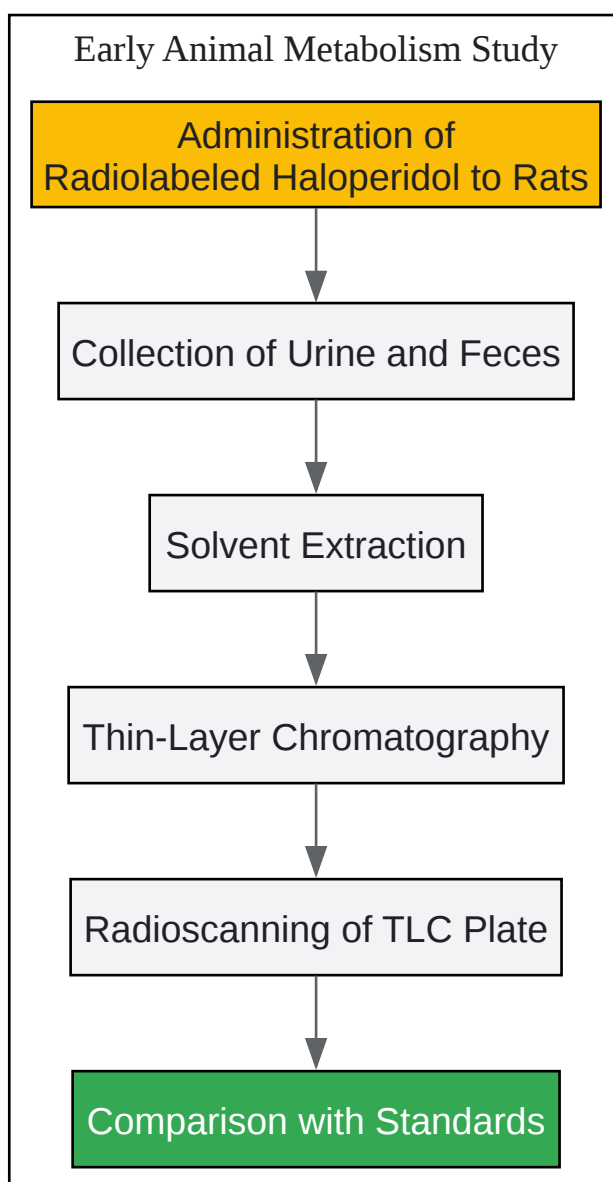 Early Animal Metabolism Study
Administration of
Radiolabeled Haloperidol to Rats
Collection of Urine and Feces
Solvent Extraction
Thin-Layer Chromatography
Radioscanning of TLC Plate
Comparison with Standards